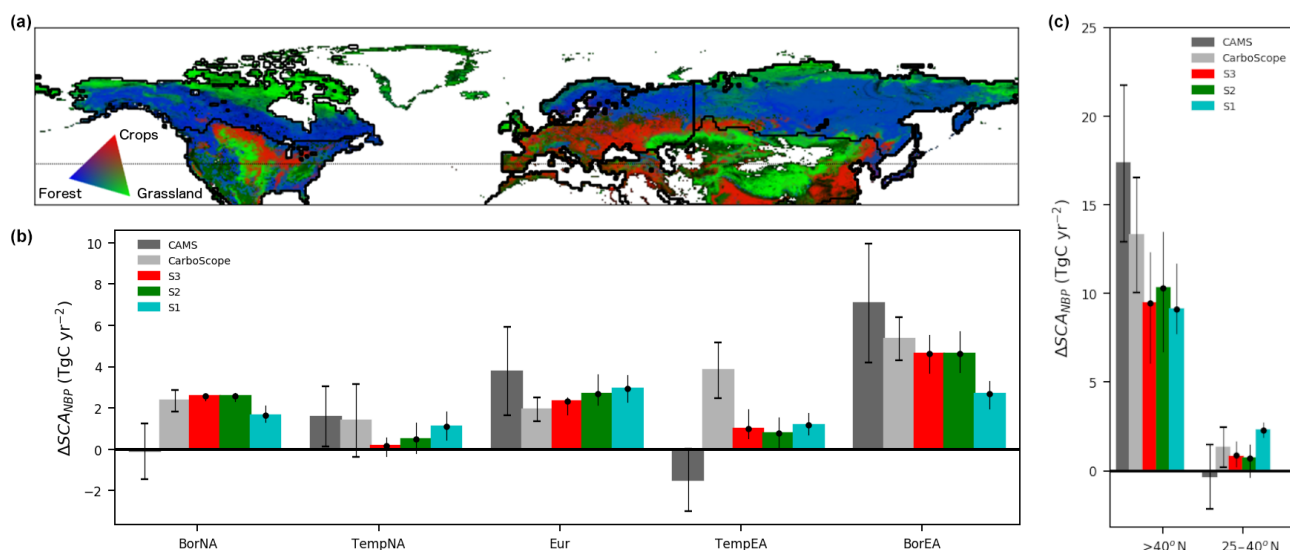 (a)
Crops
Forest
Grassland
(b)
ΔSCA_NBP (TgC yr⁻²)
10
8
6
4
2
0
−2
CAMS
CarboScope
S3
S2
S1
BorNA
TempNA
Eur
TempEA
BorEA
(c)
ΔSCA_NBP (TgC yr⁻²)
25
20
15
10
5
0
CAMS
CarboScope
S3
S2
S1
>40°N
25–40°N